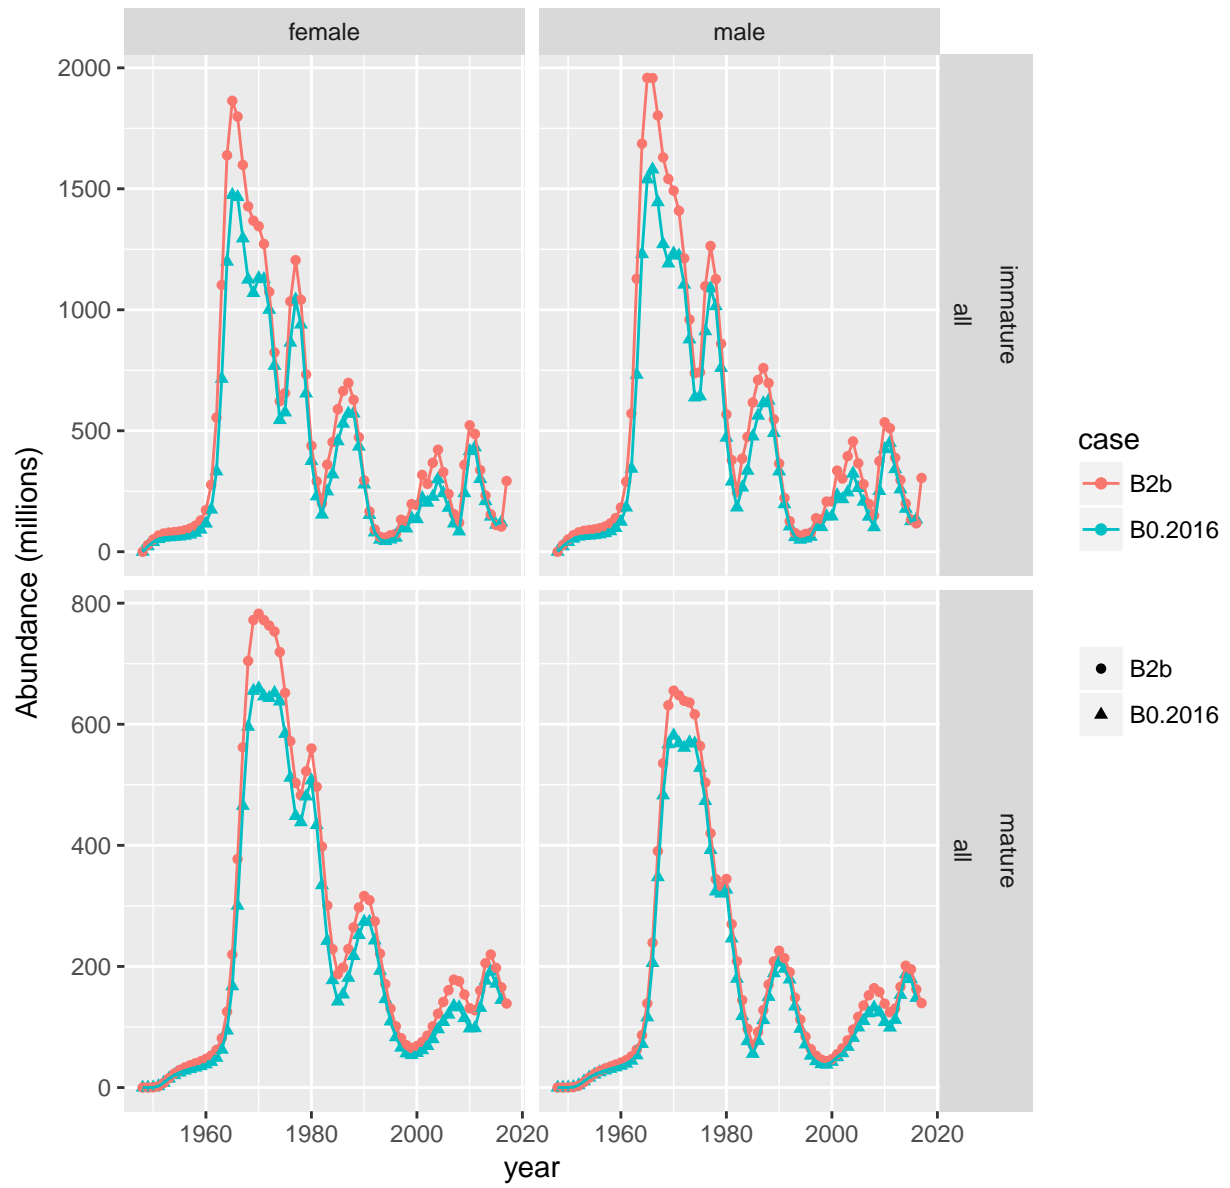 female
male
2000
1500
1000
500
0
immature
all
800
600
400
200
0
mature
all
Abundance (millions)
1960
1980
2000
2020
1960
1980
2000
2020
year
case
B2b
B0.2016
B2b
B0.2016